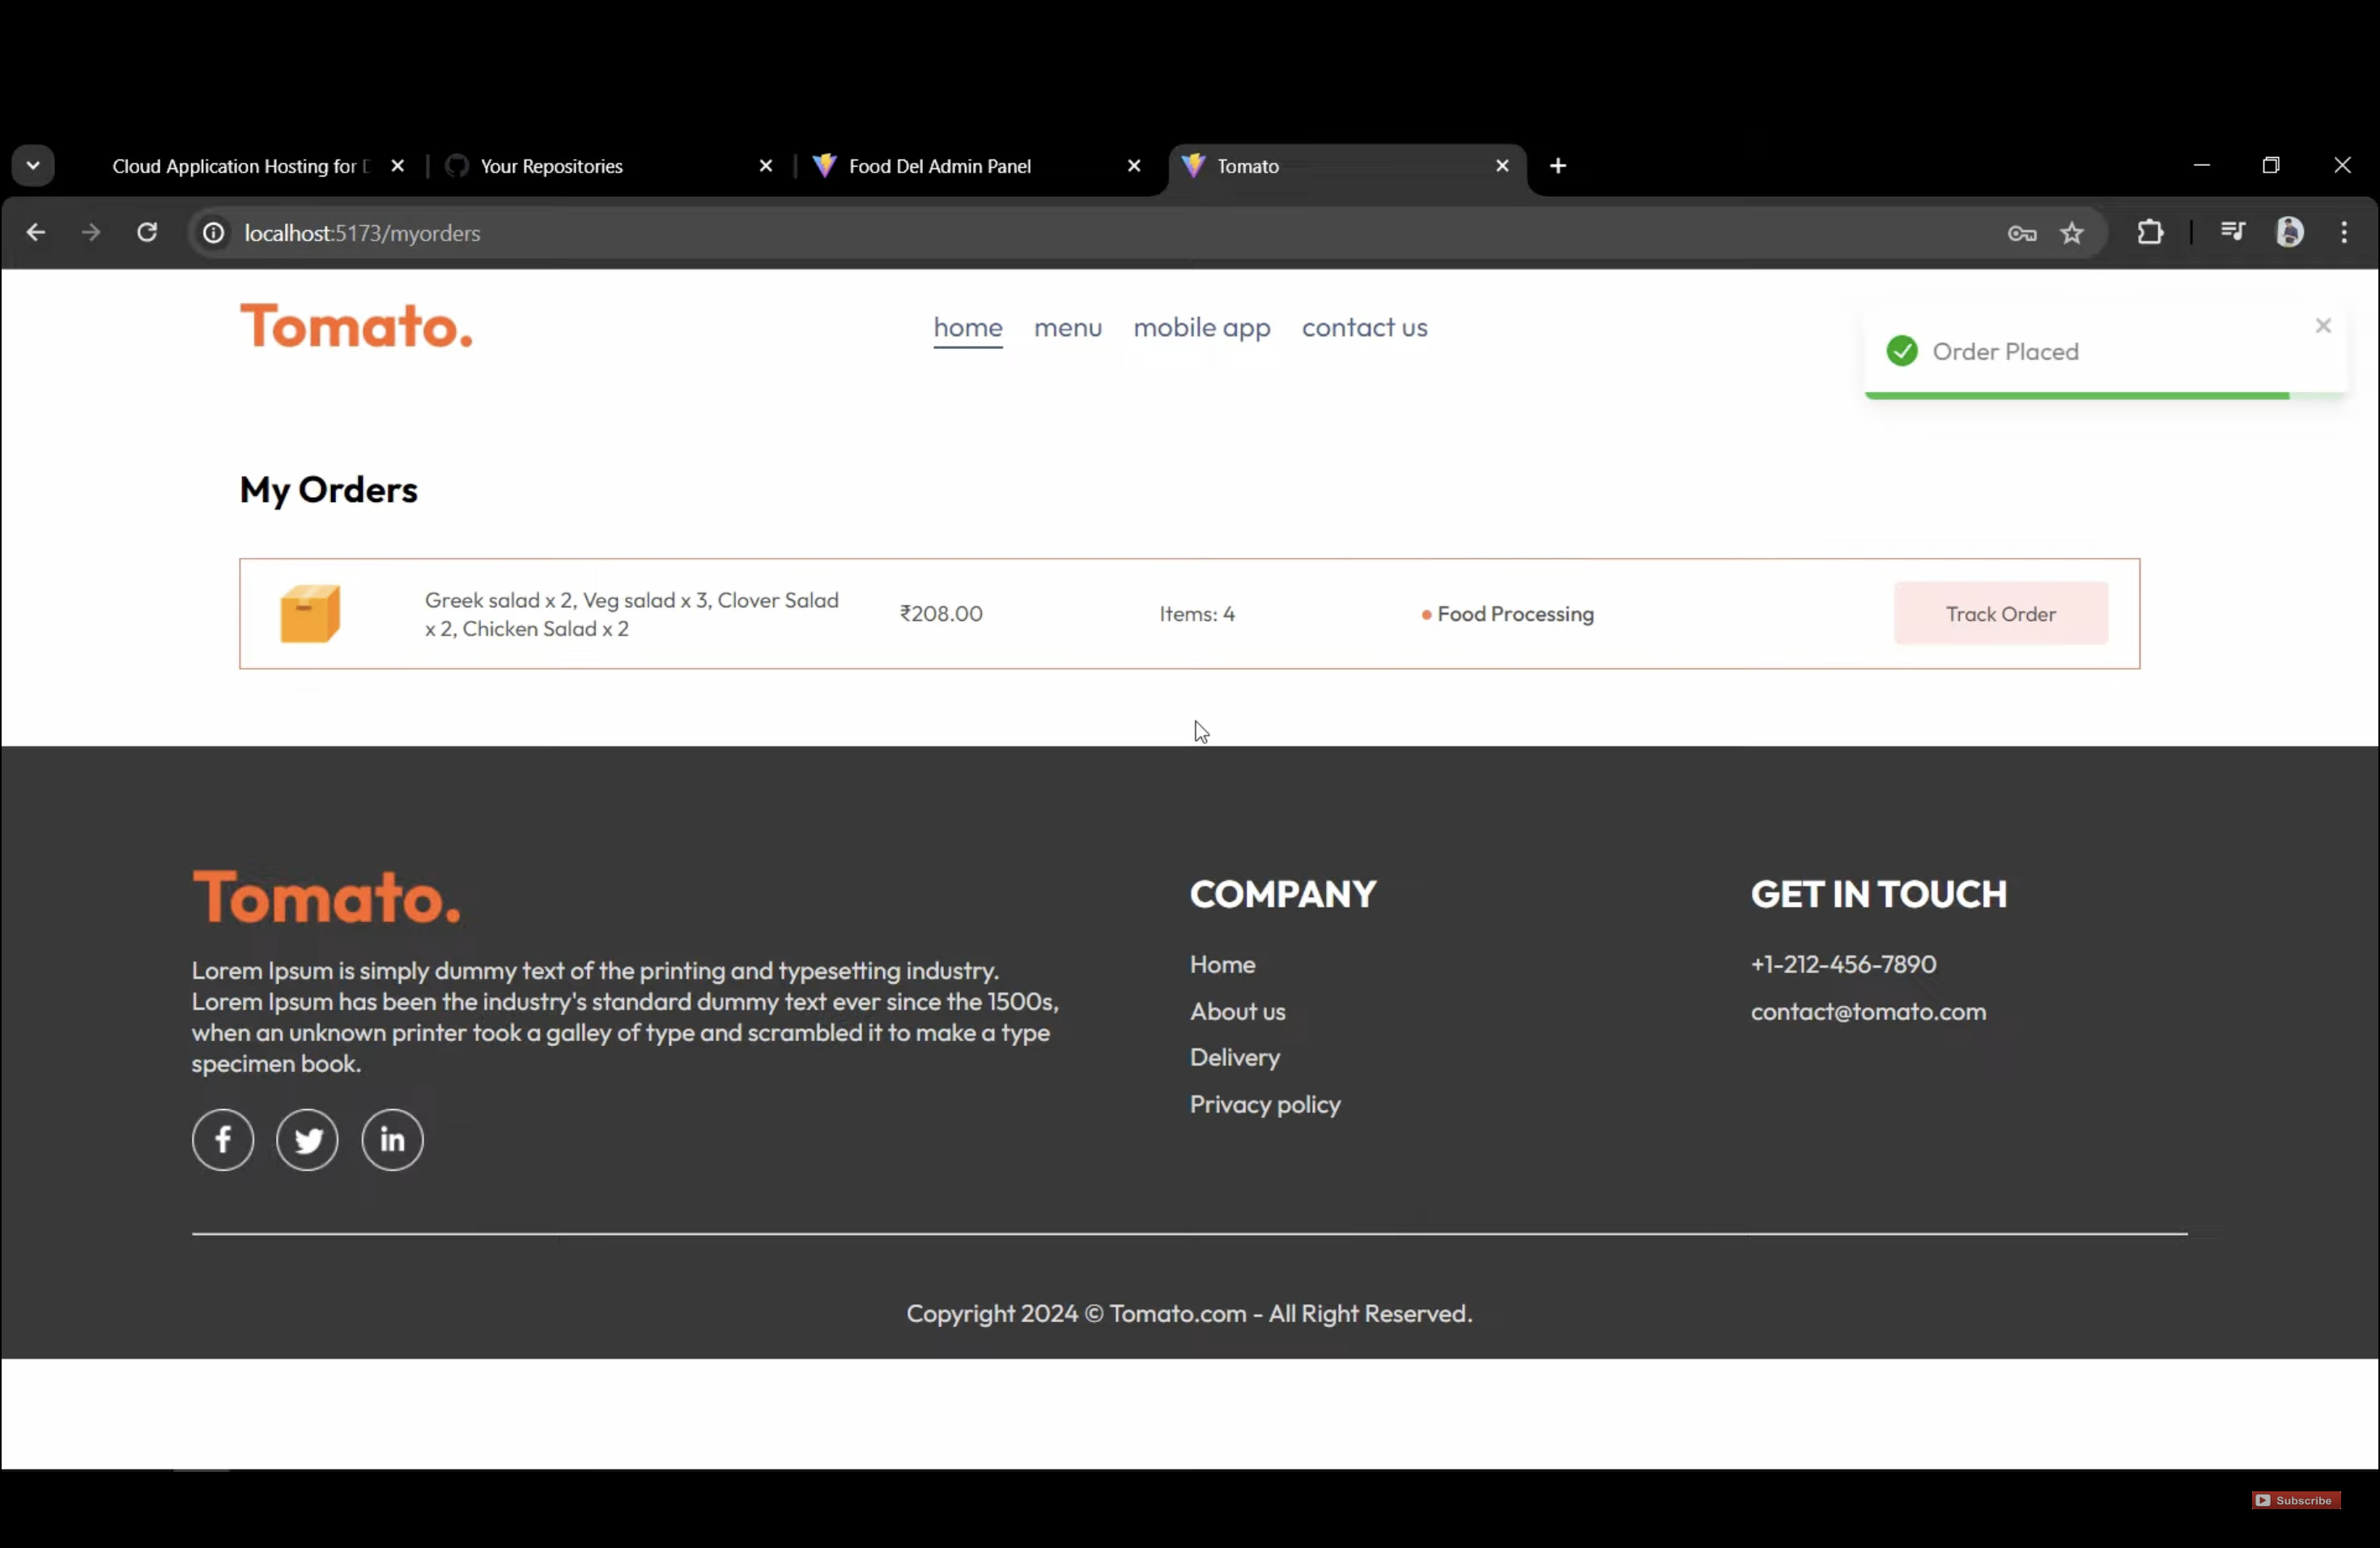 Cloud Application Hosting for
Your Repositories
Food Del Admin Panel
Tomato
localhost:5173/myorders
Tomato.
home
menu
mobile app
contact us
Order Placed
My Orders
Greek salad x 2, Veg salad x 3, Clover Salad
x 2, Chicken Salad x 2
₹208.00
Items: 4
Food Processing
Track Order
Tomato.
Lorem Ipsum is simply dummy text of the printing and typesetting industry.
Lorem Ipsum has been the industry's standard dummy text ever since the 1500s,
when an unknown printer took a galley of type and scrambled it to make a type
specimen book.
f
in
COMPANY
Home
About us
Delivery
Privacy policy
GET IN TOUCH
+1-212-456-7890
contact@tomato.com
Copyright 2024 © Tomato.com - All Right Reserved.
Subscribe